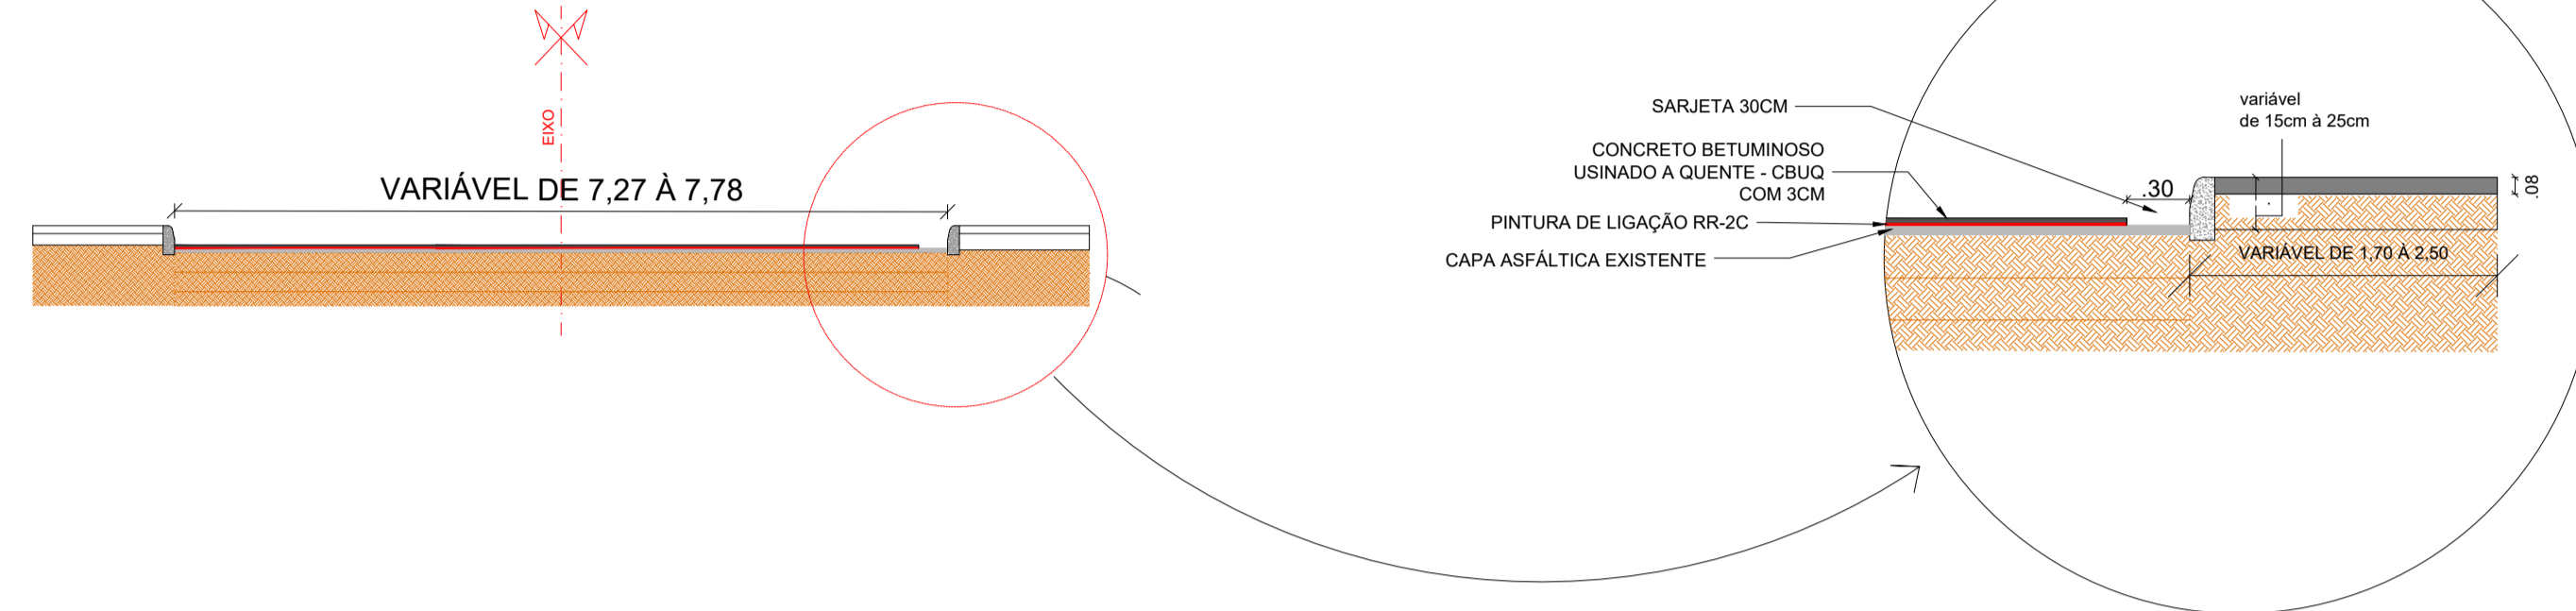 EIXO
VARIÁVEL DE 7,27 À 7,78
SARJETA 30CM
CONCRETO BETUMINOSO
USINADO A QUENTE - CBUQ
COM 3CM
PINTURA DE LIGAÇÃO RR-2C
CAPA ASFÁLTICA EXISTENTE
variável
de 15cm à 25cm
.30
.08
VARIÁVEL DE 1,70 À 2,50